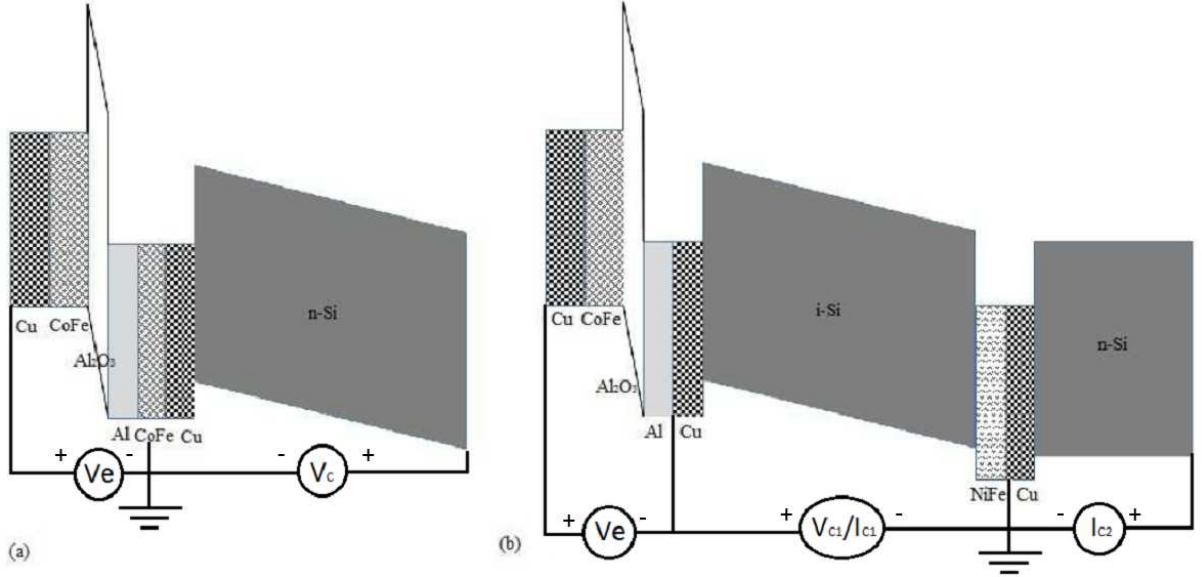 Cu CoFe
Al₂O₃
Al CoFe Cu
n-Si
+ Ve -
- Vc +
(a)
Cu CoFe
Al₂O₃
Al Cu
i-Si
NiFe Cu
n-Si
+ Ve -
+ VC1/IC1 -
- IC2 +
(b)